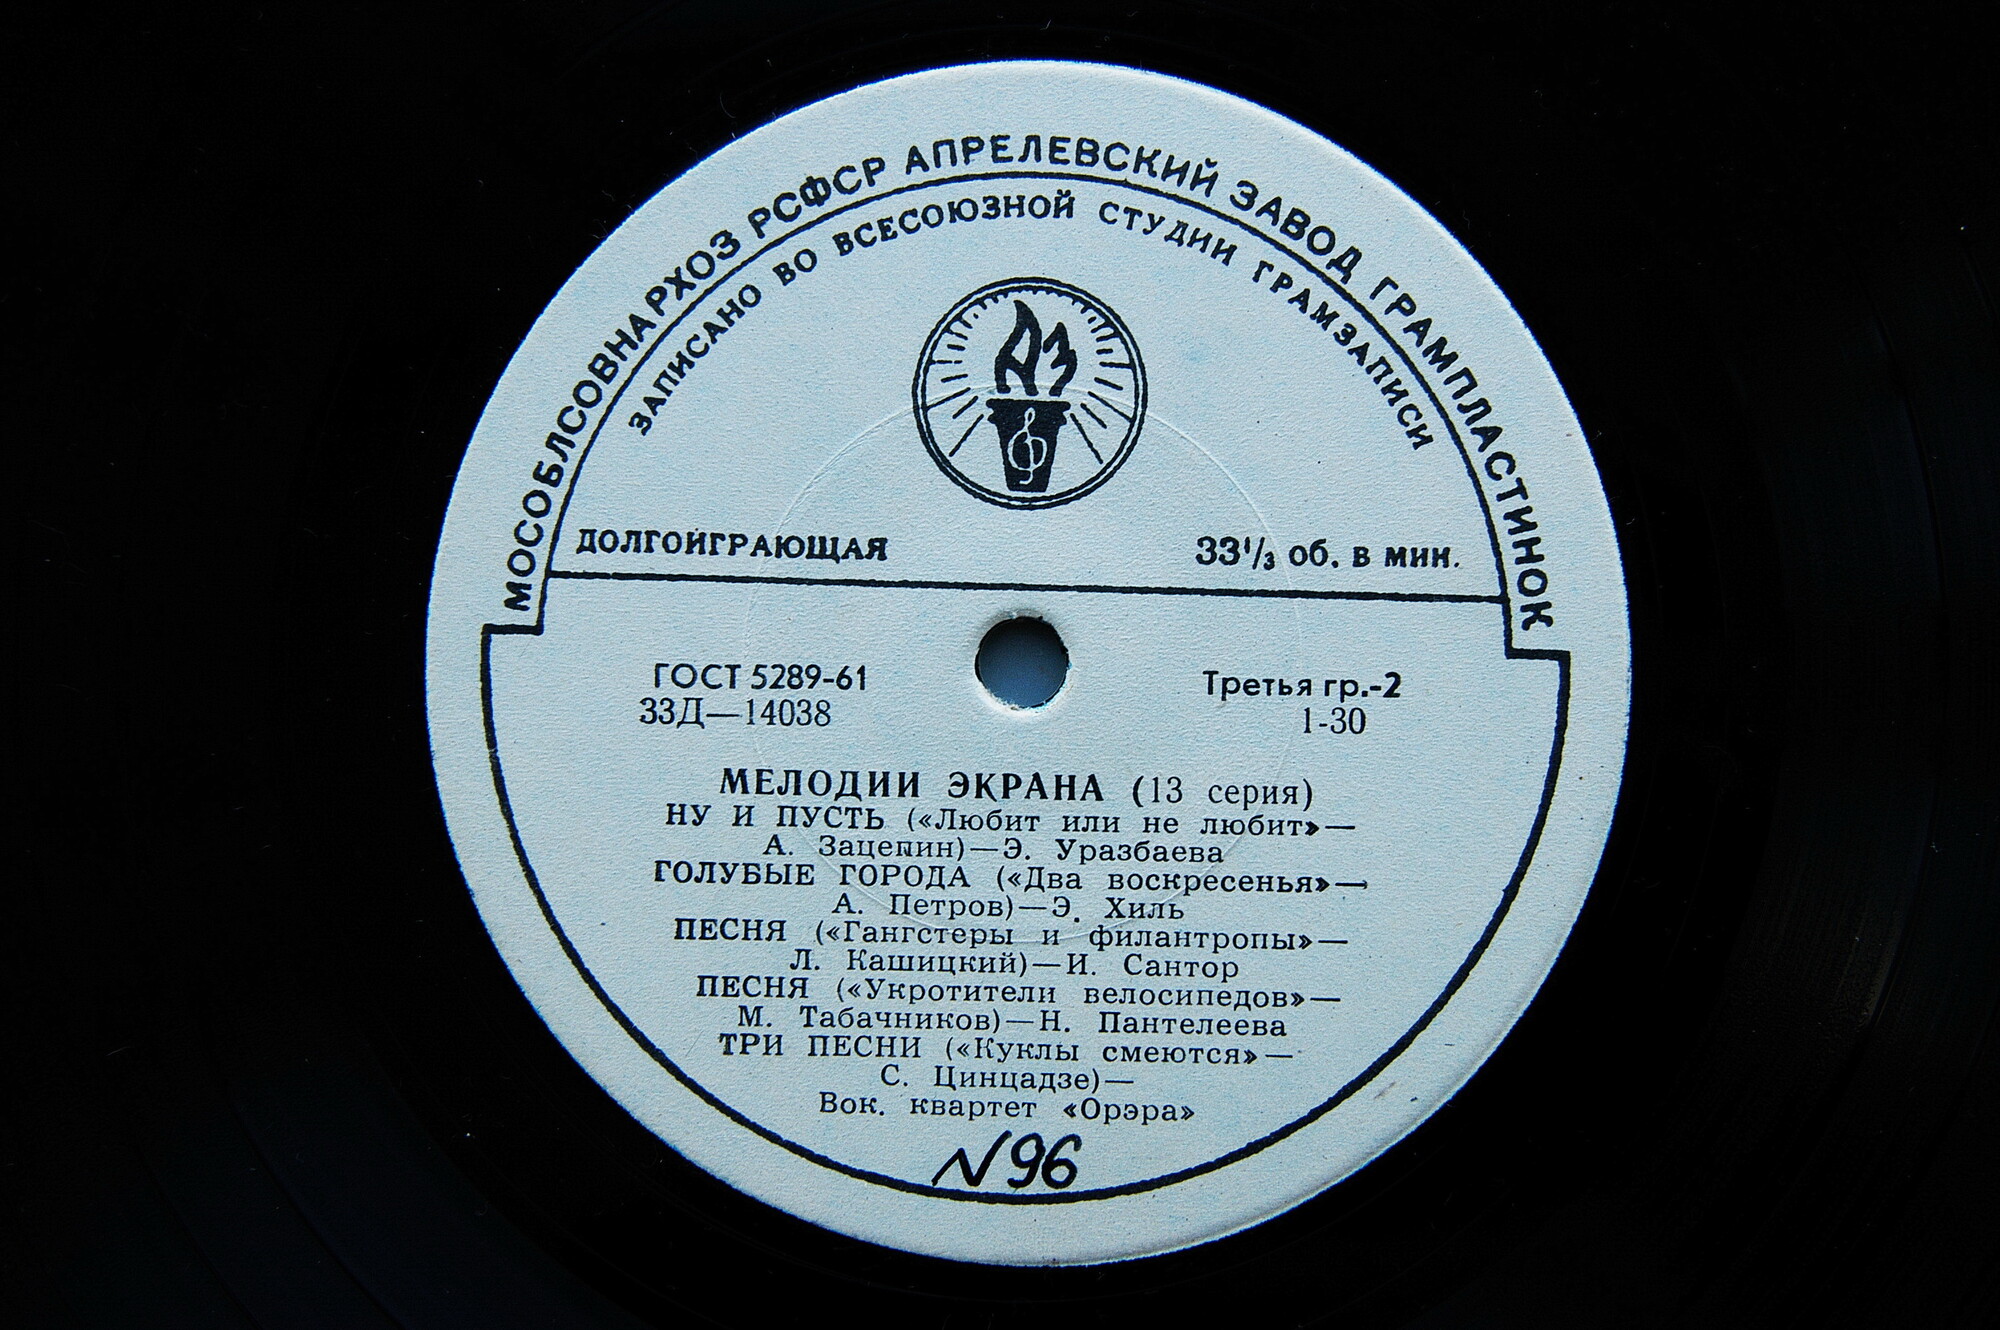 МОСОБЛСОВНАРХОЗ РСФСР АПРЕЛЕВСКИЙ ЗАВОД ГРАМПЛАСТИНОК
ЗАПИСАНО ВО ВСЕСОЮЗНОЙ СТУДИИ ГРАМЗАПИСИ
АЗ
ДОЛГОИГРАЮЩАЯ 33⅓ об. в мин.
ГОСТ 5289-61 Третья гр.-2
33Д—14038 1-30
МЕЛОДИИ ЭКРАНА (13 серия)
НУ И ПУСТЬ («Любит или не любит»—
А. Зацепин)—Э. Уразбаева
ГОЛУБЫЕ ГОРОДА («Два воскресенья»—
А. Петров)—Э. Хиль
ПЕСНЯ («Гангстеры и филантропы»—
Л. Кашицкий)—И. Сантор
ПЕСНЯ («Укротители велосипедов»—
М. Табачников)—Н. Пантелеева
ТРИ ПЕСНИ («Куклы смеются»—
С. Цинцадзе)—
Вок. квартет «Орэра»
N96